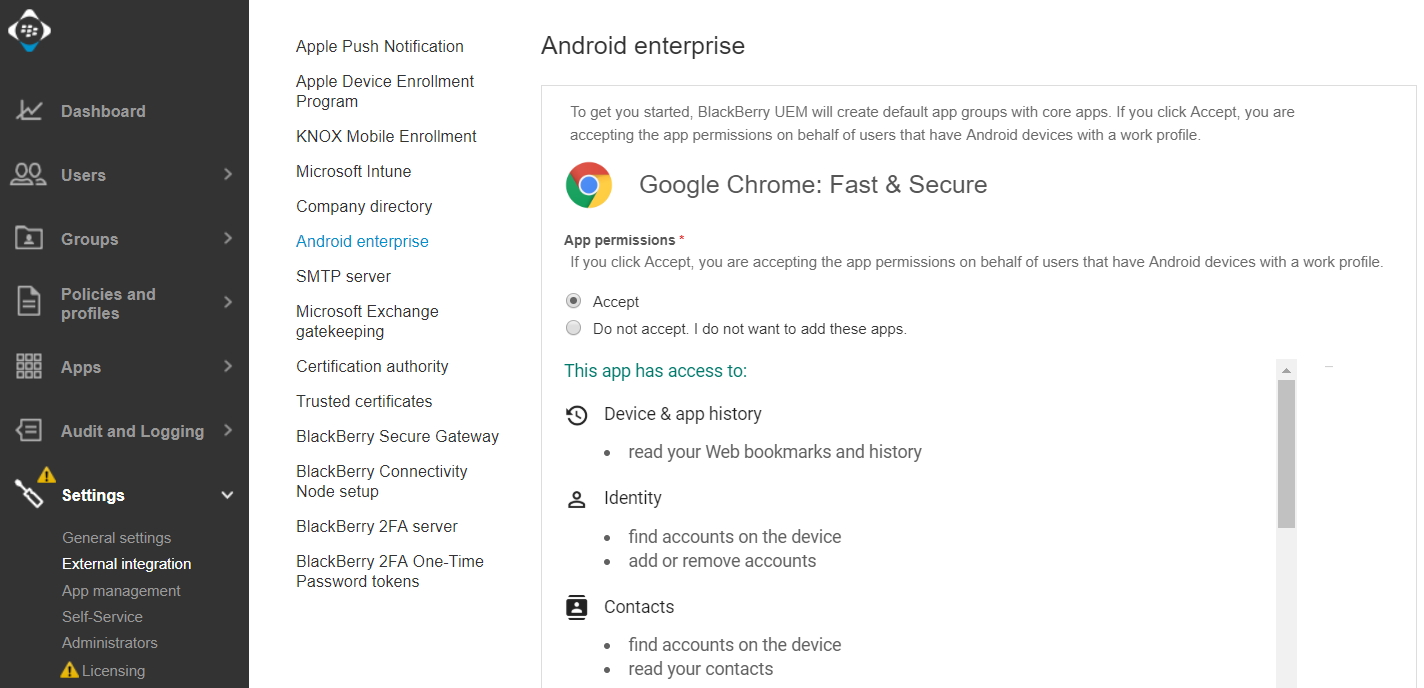 Dashboard
Users
Groups
Policies and
profiles
Apps
Audit and Logging
Settings
General settings
External integration
App management
Self-Service
Administrators
Licensing
Apple Push Notification
Apple Device Enrollment
Program
KNOX Mobile Enrollment
Microsoft Intune
Company directory
Android enterprise
SMTP server
Microsoft Exchange
gatekeeping
Certification authority
Trusted certificates
BlackBerry Secure Gateway
BlackBerry Connectivity
Node setup
BlackBerry 2FA server
BlackBerry 2FA One-Time
Password tokens
Android enterprise
To get you started, BlackBerry UEM will create default app groups with core apps. If you click Accept, you are
accepting the app permissions on behalf of users that have Android devices with a work profile.
Google Chrome: Fast & Secure
App permissions *
If you click Accept, you are accepting the app permissions on behalf of users that have Android devices with a work profile.
Accept
Do not accept. I do not want to add these apps.
This app has access to:
Device & app history
• read your Web bookmarks and history
Identity
• find accounts on the device
• add or remove accounts
Contacts
• find accounts on the device
• read your contacts